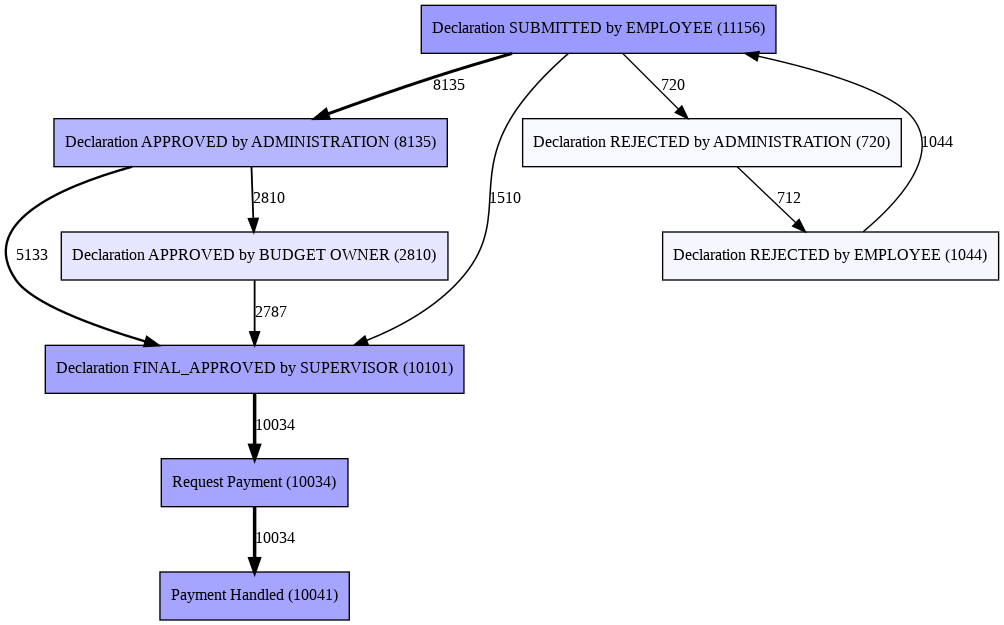 Declaration SUBMITTED by EMPLOYEE (11156)
8135
720
Declaration APPROVED by ADMINISTRATION (8135)
Declaration REJECTED by ADMINISTRATION (720)
1044
2810
1510
712
5133
Declaration APPROVED by BUDGET OWNER (2810)
Declaration REJECTED by EMPLOYEE (1044)
2787
Declaration FINAL_APPROVED by SUPERVISOR (10101)
10034
Request Payment (10034)
10034
Payment Handled (10041)